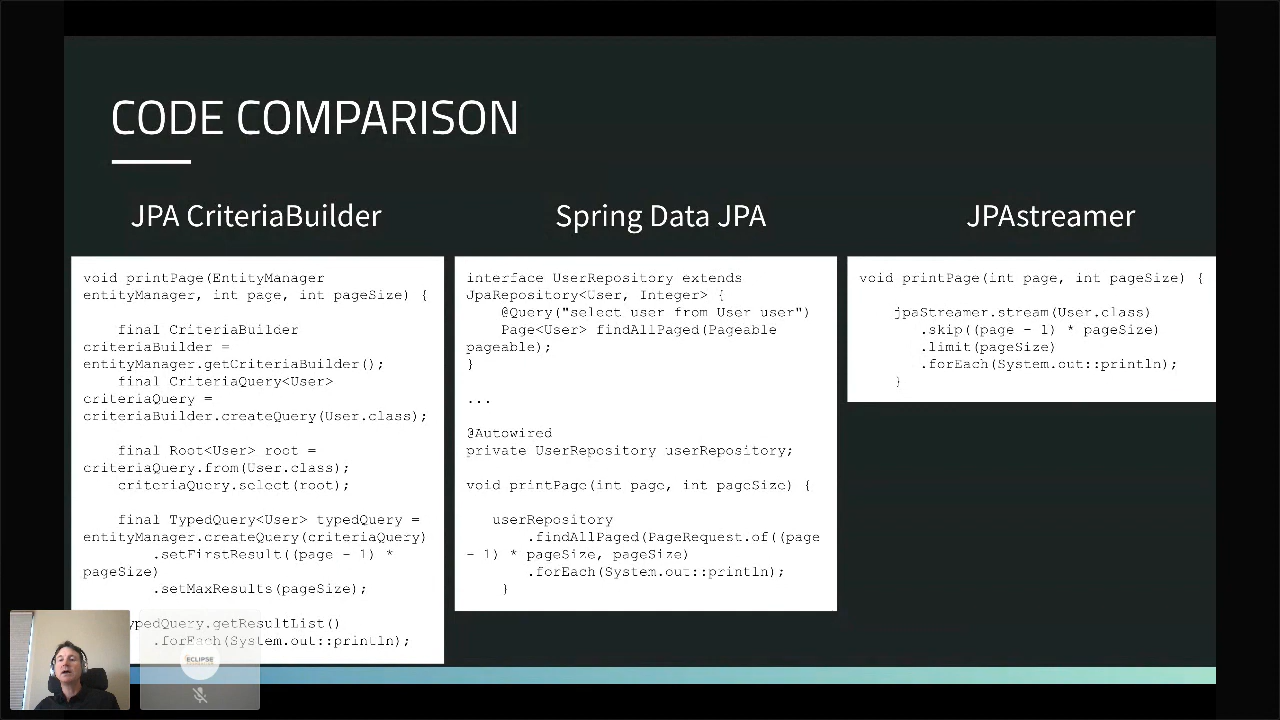 CODE COMPARISON
JPA CriteriaBuilder
void printPage(EntityManager
entityManager, int page, int pageSize) {
final CriteriaBuilder
criteriaBuilder =
entityManager.getCriteriaBuilder();
final CriteriaQuery<User>
criteriaQuery =
criteriaBuilder.createQuery(User.class);
final Root<User> root =
criteriaQuery.from(User.class);
criteriaQuery.select(root);
final TypedQuery<User> typedQuery =
entityManager.createQuery(criteriaQuery)
.setFirstResult((page - 1) *
pageSize)
.setMaxResults(pageSize);
ypedQuery.getResultList()
.forEach(System.out::println);
Spring Data JPA
interface UserRepository extends
JpaRepository<User, Integer> {
@Query("select user from User user")
Page<User> findAllPaged(Pageable
pageable);
}
...
@Autowired
private UserRepository userRepository;
void printPage(int page, int pageSize) {
userRepository
.findAllPaged(PageRequest.of((page
- 1) * pageSize, pageSize)
.forEach(System.out::println);
}
JPAstreamer
void printPage(int page, int pageSize) {
jpaStreamer.stream(User.class)
.skip((page - 1) * pageSize)
.limit(pageSize)
.forEach(System.out::println);
}
ECLIPSE